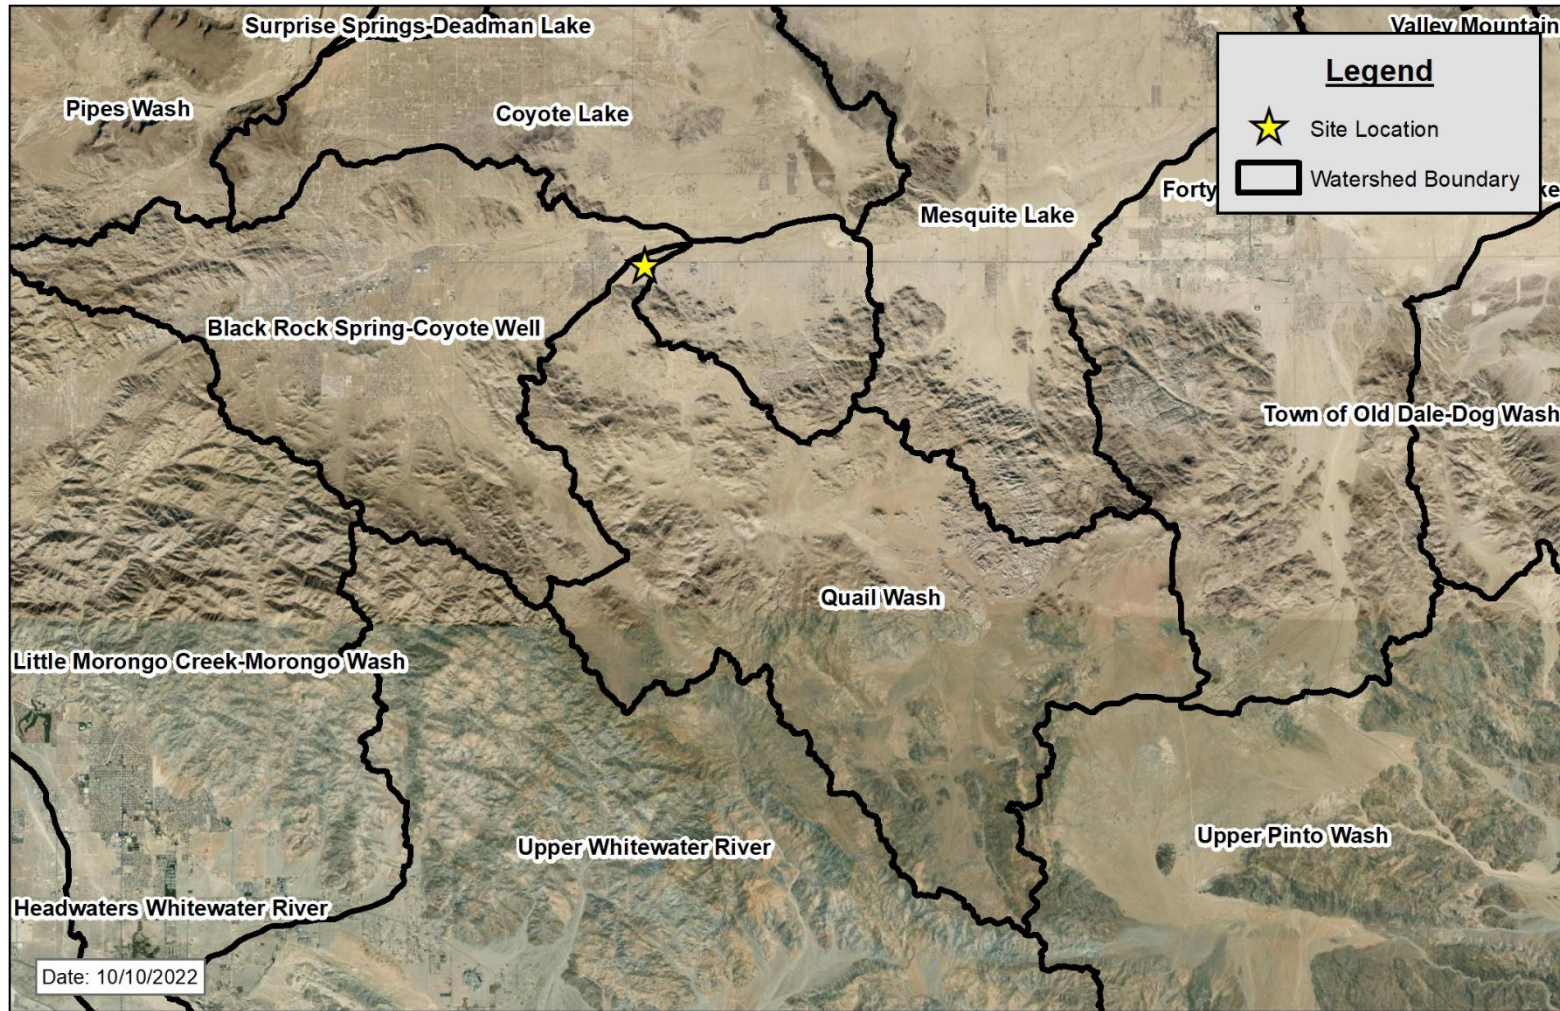 Surprise Springs-Deadman Lake
Valley Mountain
Legend
Pipes Wash
Coyote Lake
Site Location
Watershed Boundary
Forty
ke
Mesquite Lake
Black Rock Spring-Coyote Well
Town of Old Dale-Dog Wash
Quail Wash
Little Morongo Creek-Morongo Wash
Upper Whitewater River
Upper Pinto Wash
Headwaters Whitewater River
Date: 10/10/2022